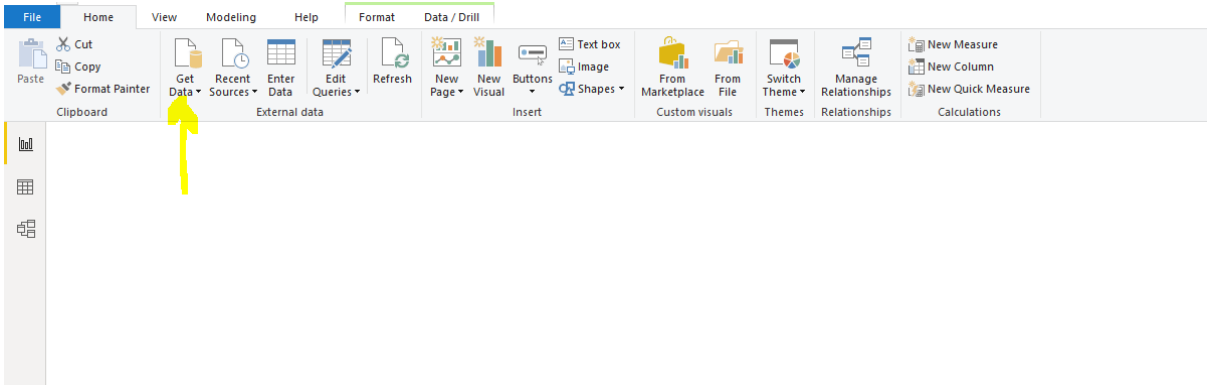 File Home View Modeling Help Format Data / Drill
Paste
Cut
Copy
Format Painter
Clipboard
Get Data
Recent Sources
Enter Data
Edit Queries
Refresh
External data
New Page
New Visual
Buttons
Text box
Image
Shapes
Insert
From Marketplace
From File
Custom visuals
Switch Theme
Themes
Manage Relationships
Relationships
New Measure
New Column
New Quick Measure
Calculations